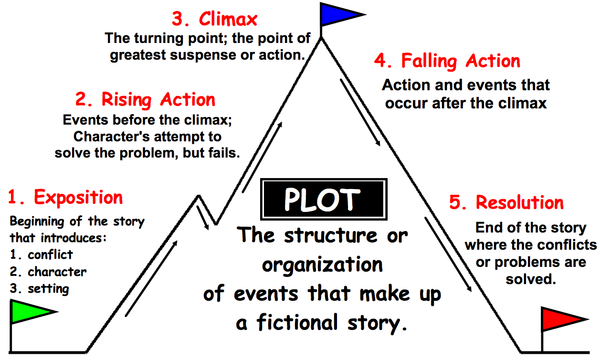 3. Climax
The turning point; the point of
greatest suspense or action.
4. Falling Action
Action and events that
occur after the climax
2. Rising Action
Events before the climax;
Character's attempt to
solve the problem, but fails.
1. Exposition
Beginning of the story
that introduces:
1. conflict
2. character
3. setting
PLOT
The structure or
organization
of events that make up
a fictional story.
5. Resolution
End of the story
where the conflicts
or problems are
solved.